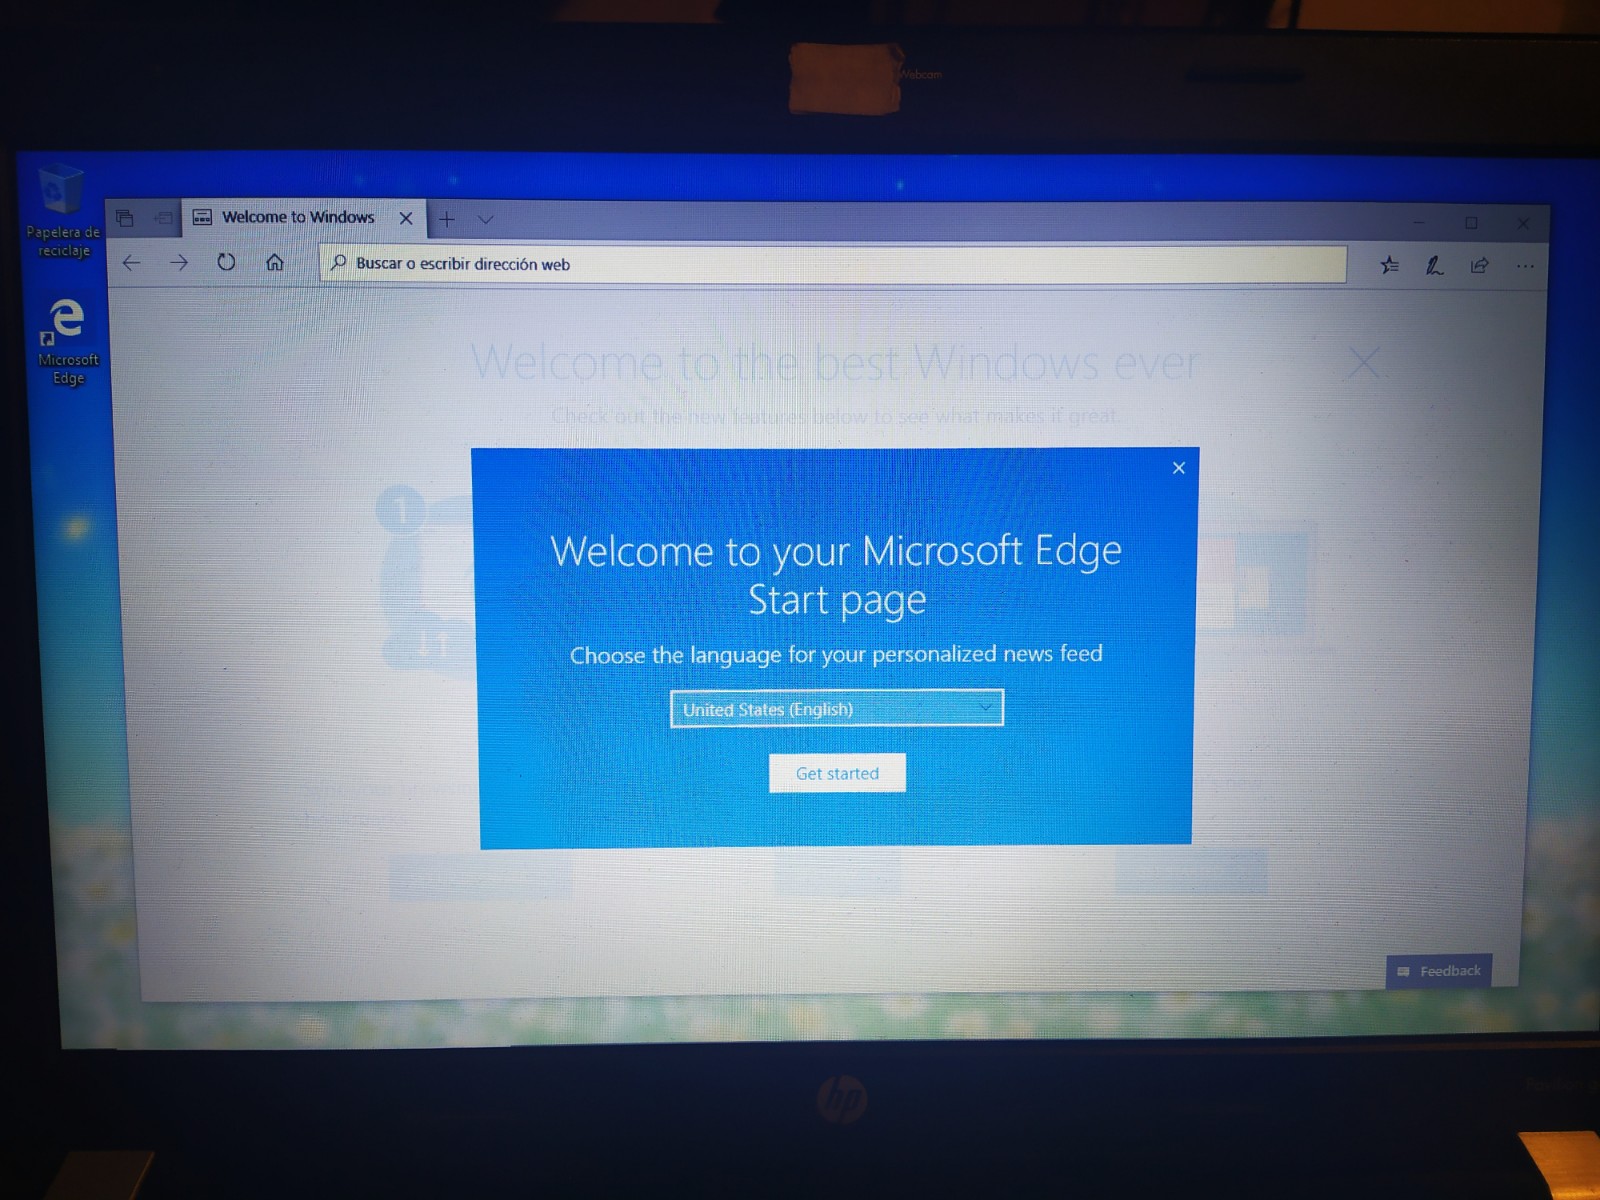 Webcam
Papelera de
reciclaje
Microsoft
Edge
Welcome to Windows
Buscar o escribir dirección web
Welcome to the best Windows ever
Check out the new features below to see what makes it great.
1
Welcome to your Microsoft Edge
Start page
Choose the language for your personalized news feed
United States (English)
Get started
Feedback
hp